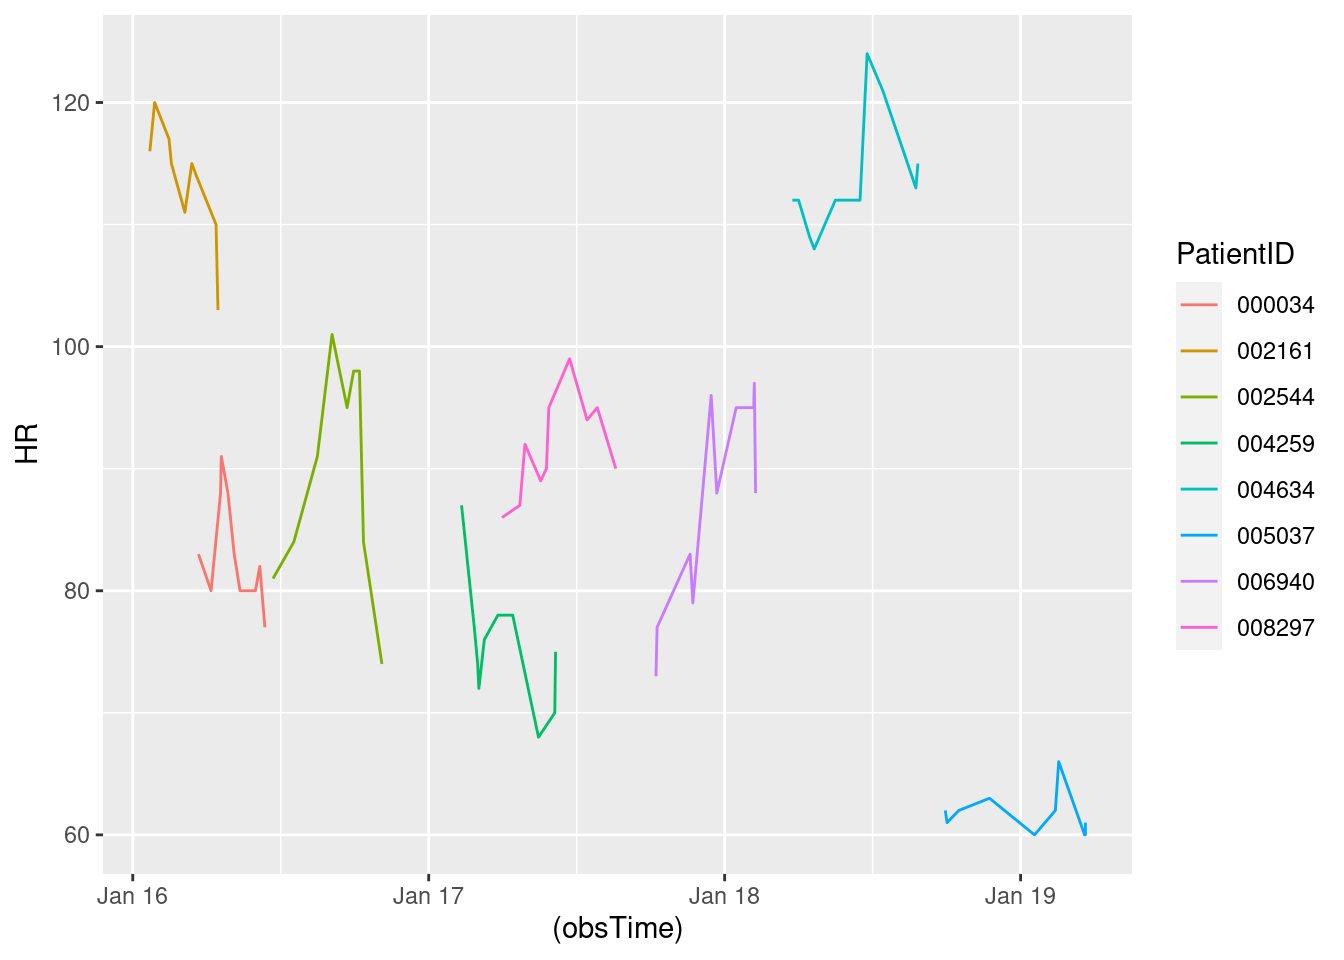 120
100
80
60
HR
Jan 16
Jan 17
Jan 18
Jan 19
(obsTime)
PatientID
000034
002161
002544
004259
004634
005037
006940
008297